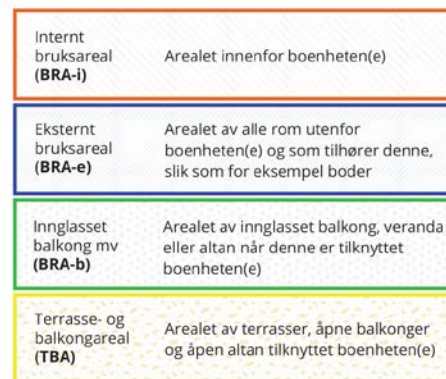 Internt
bruksareal
(BRA-i)
Arealet innenfor boenheten(e)
Eksternt
bruksareal
(BRA-e)
Arealet av alle rom utenfor
boenheten(e) og som tilhører denne,
slik som for eksempel boder
Innglasset
balkong mv
(BRA-b)
Arealet av innglasset balkong, veranda
eller altan når denne er tilknyttet
boenheten(e)
Terrasse- og
balkongareal
(TBA)
Arealet av terrasser, åpne balkonger
og åpen altan tilknyttet boenheten(e)